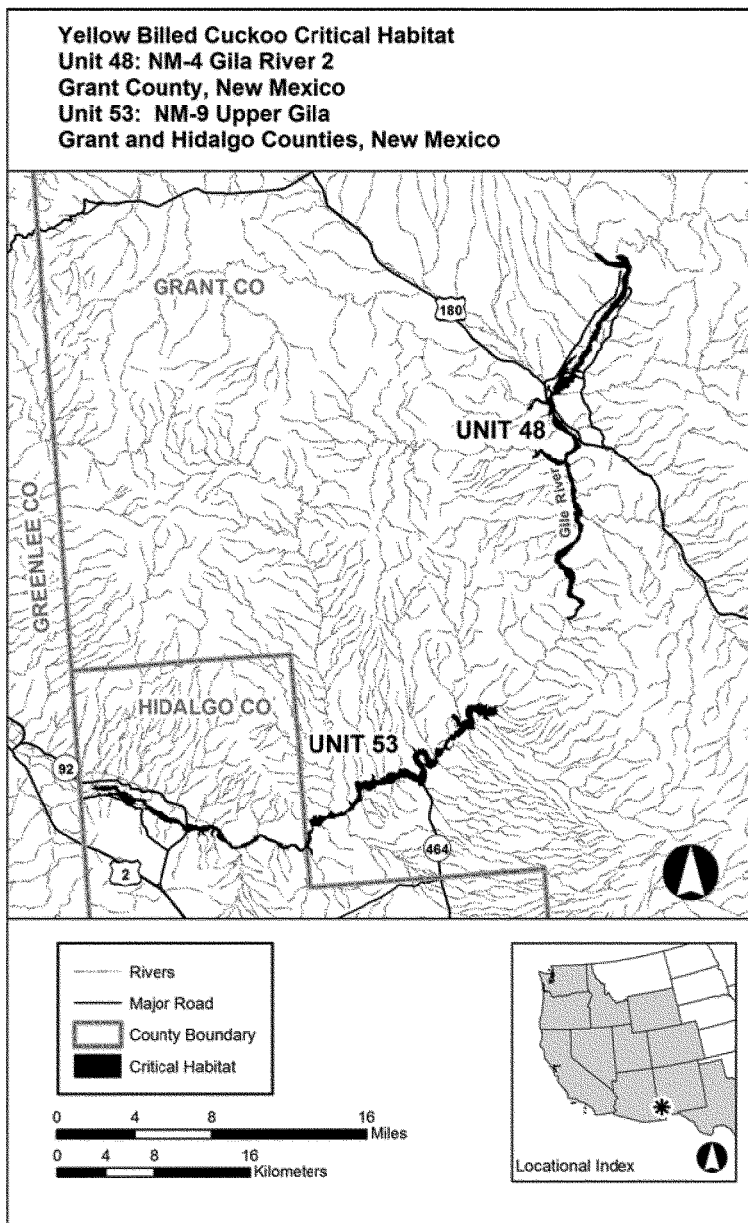 Yellow Billed Cuckoo Critical Habitat
Unit 48: NM-4 Gila River 2
Grant County, New Mexico
Unit 53: NM-9 Upper Gila
Grant and Hidalgo Counties, New Mexico
GRANT CO
180
UNIT 48
Gile River
GREENLEE CO
HIDALGO CO
UNIT 53
92
464
2
Rivers
Major Road
County Boundary
Critical Habitat
0 4 8 16
Miles
0 4 8 16
Kilometers
Locational Index